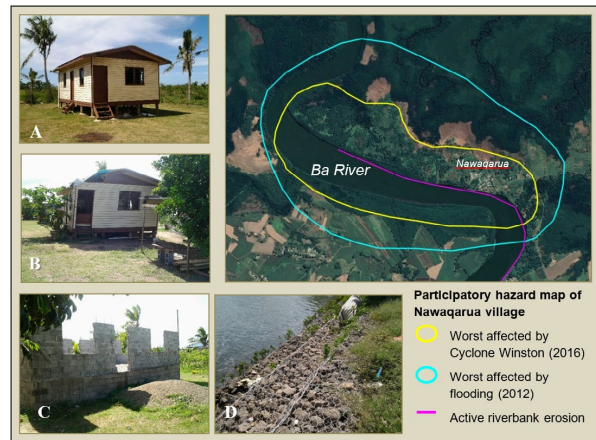 A
B
Ba River
Nawaqarua
C
D
Participatory hazard map of
Nawaqarua village
Worst affected by
Cyclone Winston (2016)
Worst affected by
flooding (2012)
Active riverbank erosion